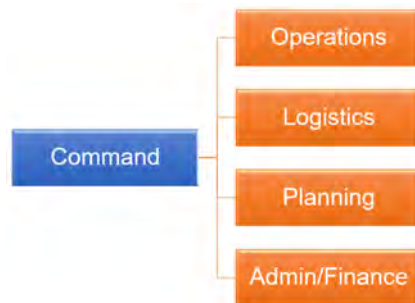 Operations
Logistics
Command
Planning
Admin/Finance